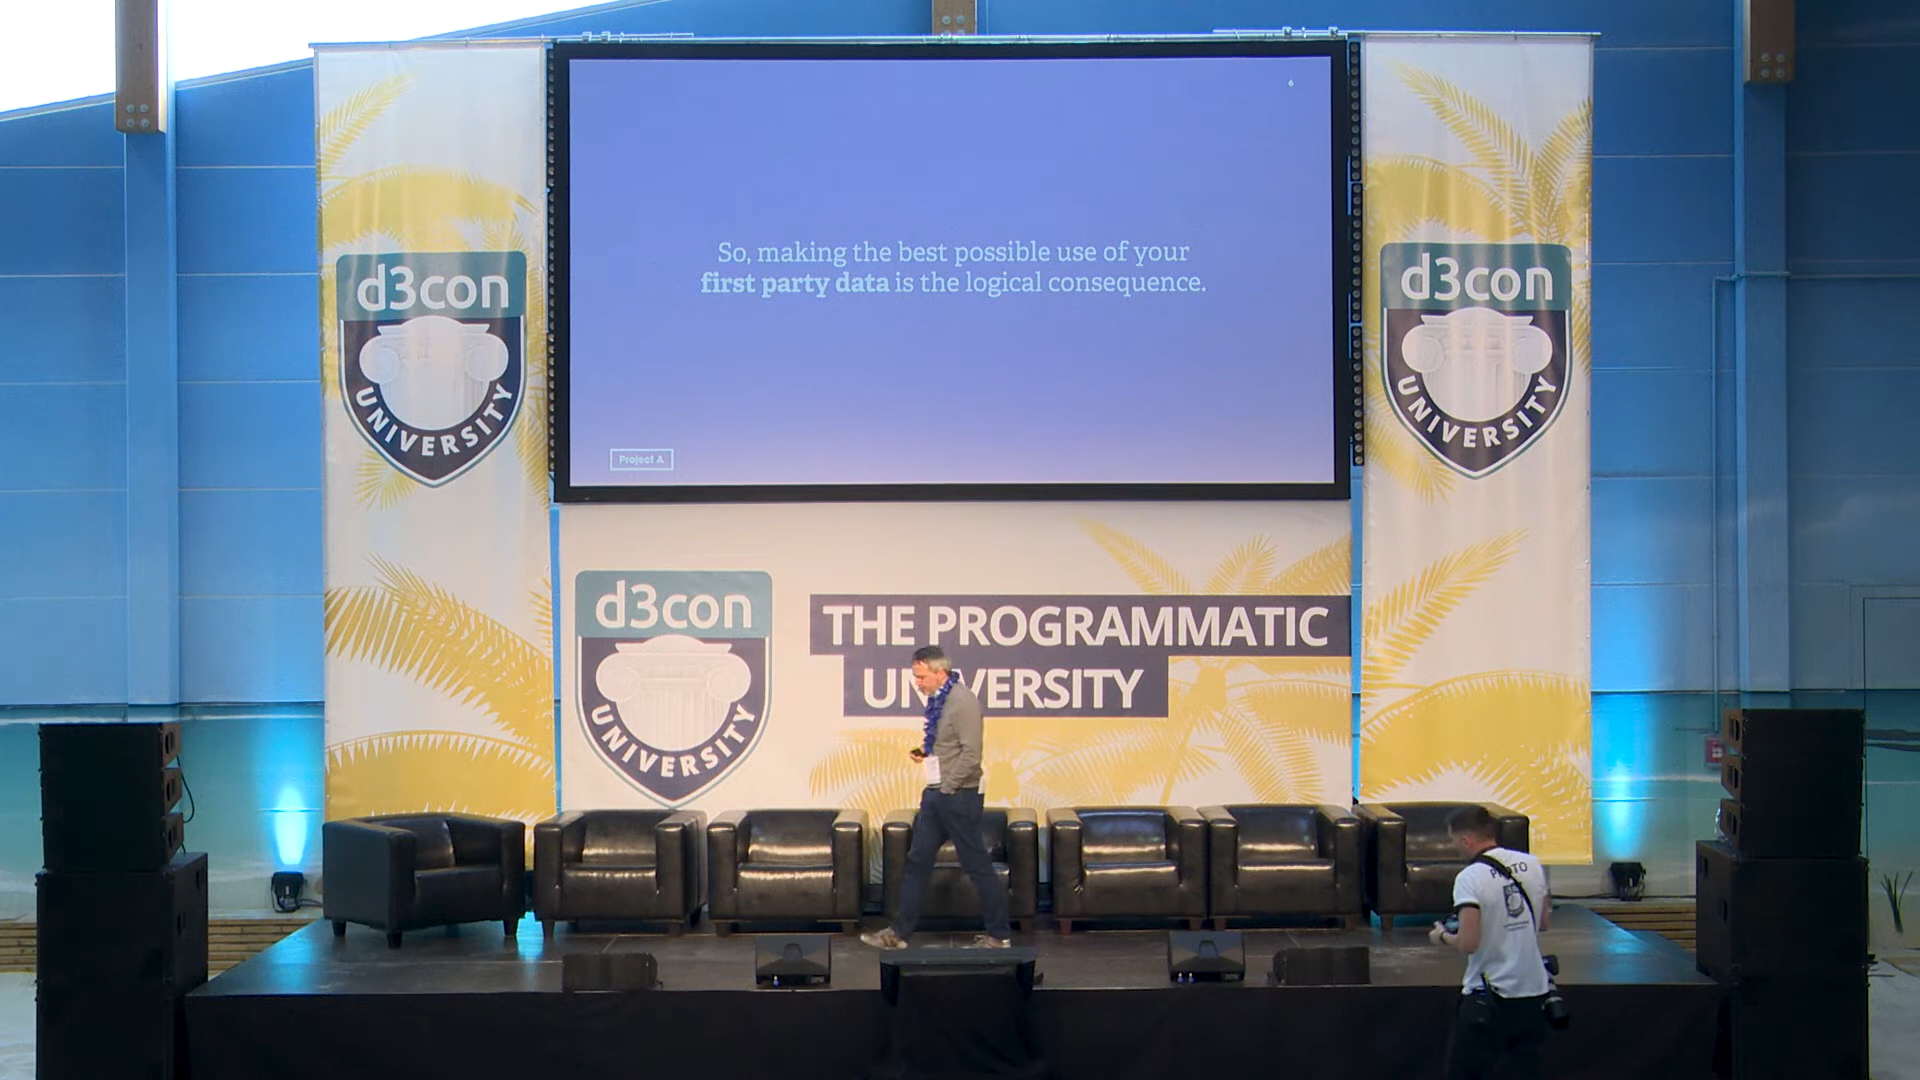 So, making the best possible use of your
first party data is the logical consequence.
Project A
d3con
UNIVERSITY
d3con
UNIVERSITY
d3con
UNIVERSITY
THE PROGRAMMATIC
UNIVERSITY